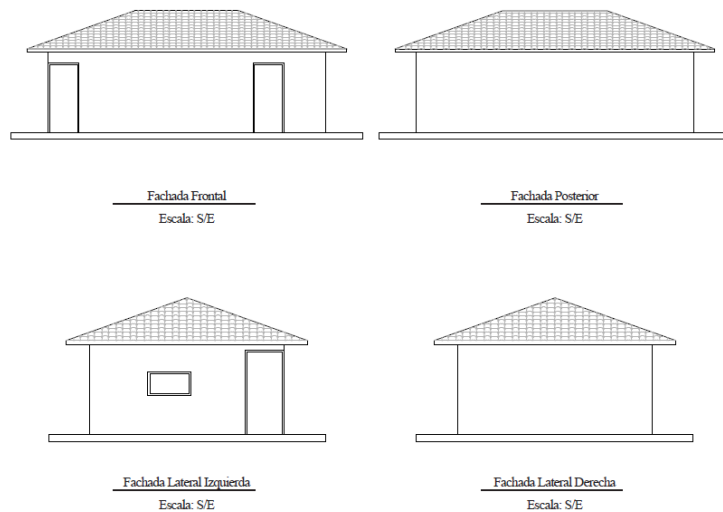 Fachada Frontal
Escala: S/E
Fachada Posterior
Escala: S/E
Fachada Lateral Izquierda
Escala: S/E
Fachada Lateral Derecha
Escala: S/E